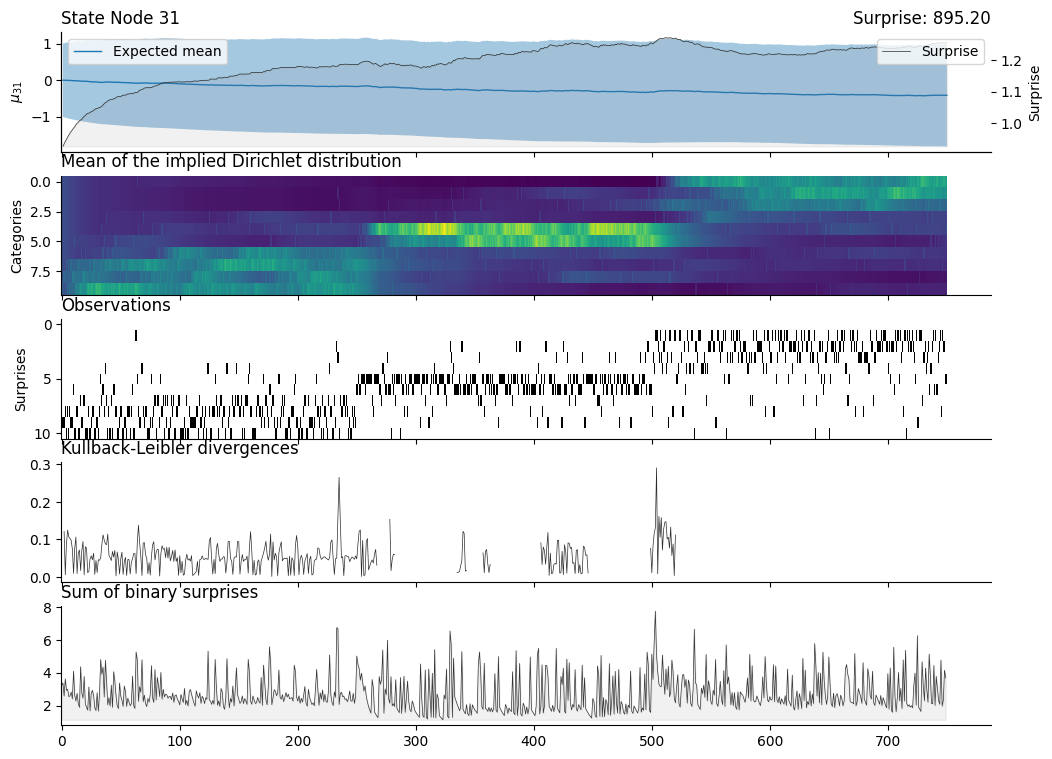 State Node 31
Surprise: 895.20
Expected mean
Surprise
1
0
−1
μ31
1.2
1.1
1.0
Surprise
Mean of the implied Dirichlet distribution
0.0
2.5
5.0
7.5
Categories
Observations
0
5
10
Surprises
Kullback-Leibler divergences
0.3
0.2
0.1
0.0
Sum of binary surprises
8
6
4
2
0 100 200 300 400 500 600 700